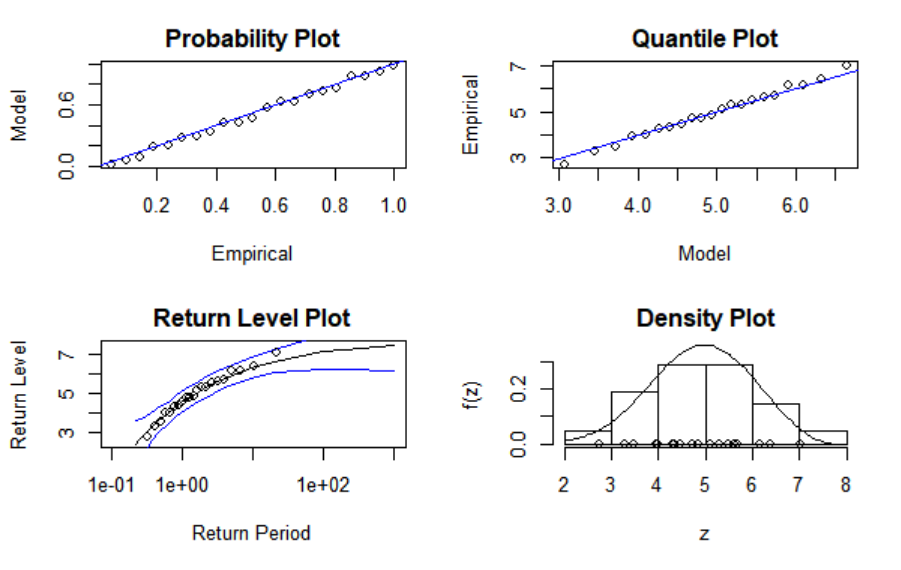 Probability Plot
Model
0.0 0.6
0.2 0.4 0.6 0.8 1.0
Empirical
Quantile Plot
Empirical
3 5 7
3.0 4.0 5.0 6.0
Model
Return Level Plot
Return Level
3 5 7
1e-01 1e+00 1e+02
Return Period
Density Plot
f(z)
0.0 0.2
2 3 4 5 6 7 8
z